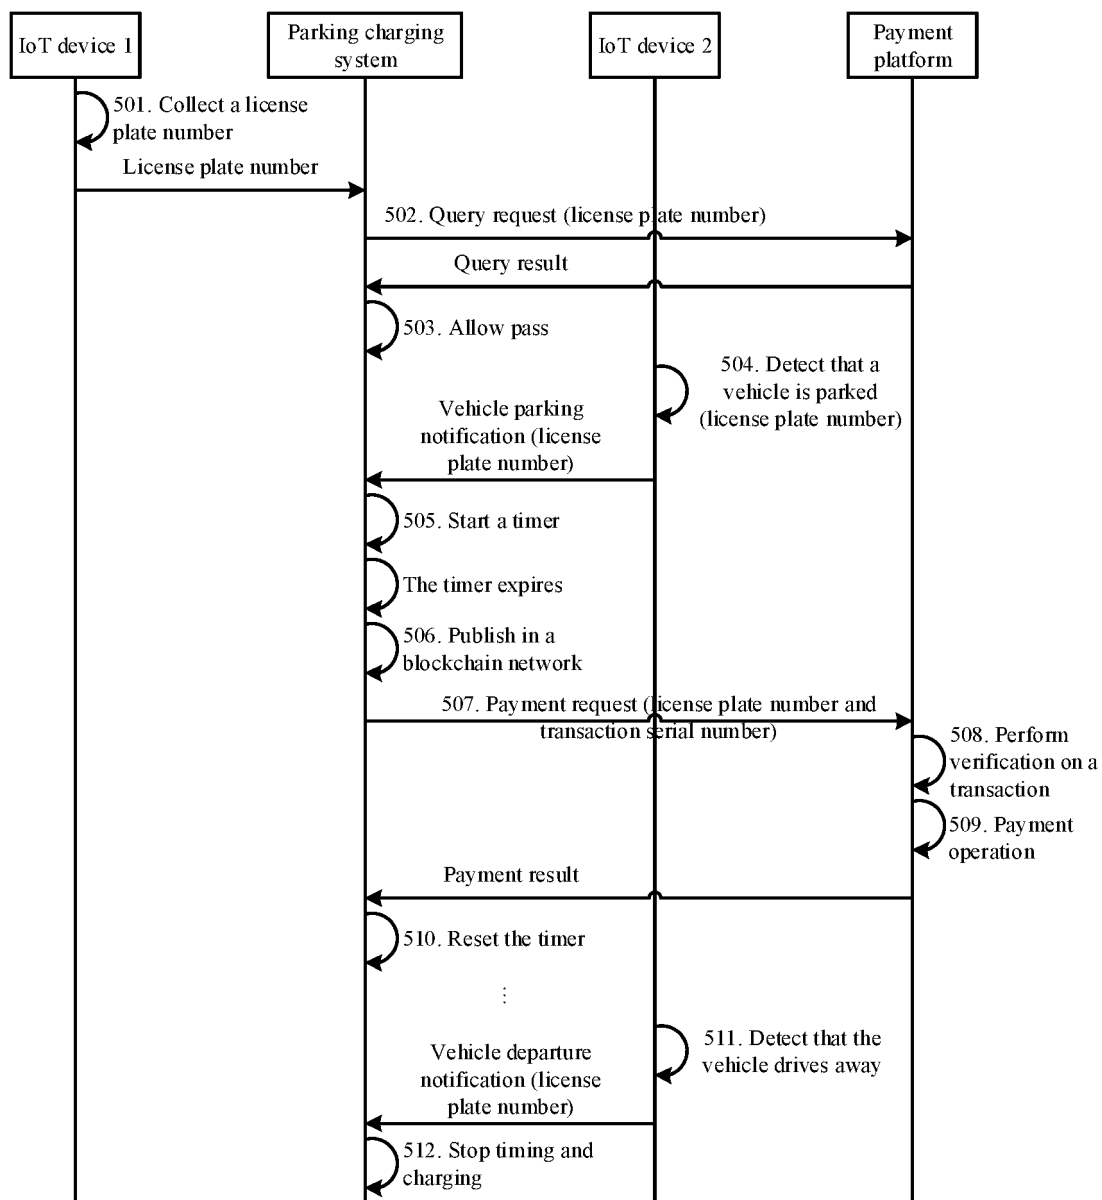 IoT device 1
Parking charging
system
IoT device 2
Payment
platform
501. Collect a license
plate number
License plate number
502. Query request (license plate number)
Query result
503. Allow pass
504. Detect that a
vehicle is parked
(license plate number)
Vehicle parking
notification (license
plate number)
505. Start a timer
The timer expires
506. Publish in a
blockchain network
507. Payment request (license plate number and
transaction serial number)
508. Perform
verification on a
transaction
509. Payment
operation
Payment result
510. Reset the timer
⋮
511. Detect that the
vehicle drives away
Vehicle departure
notification (license
plate number)
512. Stop timing and
charging